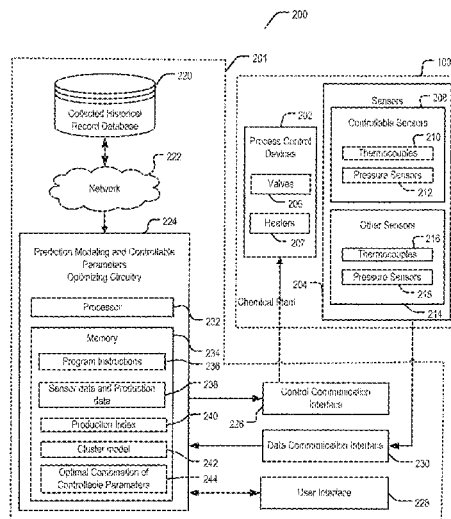 200
201
220
Collected Historical
Record Database
222
Network
224
Prediction Modeling and Controllable
Parameters
Optimizing Circuitry
Processor
232
Memory
234
Program Instructions
236
Sensor data and Production
data
238
Production Index
240
Cluster model
242
Optimal Combination of
Controllable Parameters
244
100
202
Process Control
Devices
Valves
206
Heaters
207
Chemical Plant
Sensors
208
Controllable Sensors
210
Thermocouples
Pressure Sensors
212
Other Sensors
216
Thermocouples
Pressure Sensors
218
204
214
Control Communication
Interface
226
Data Communication Interface
230
User Interface
228